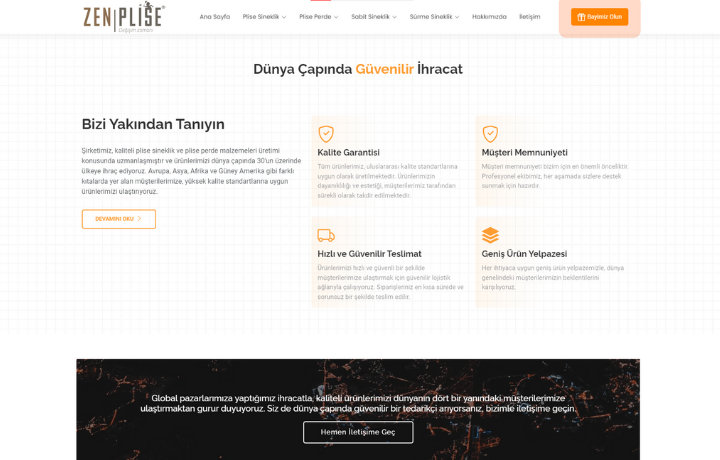 ZENPLİSE
Değişim zamanı
Ana Sayfa Plise Sineklik Plise Perde Sabit Sineklik Sürme Sineklik Hakkımızda İletişim Bayimiz Olun
Dünya Çapında Güvenilir İhracat
Bizi Yakından Tanıyın
Şirketimiz, kaliteli plise sineklik ve plise perde malzemeleri üretimi
konusunda uzmanlaşmıştır ve ürünlerimizi dünya çapında 30'un üzerinde
ülkeye ihraç ediyoruz. Avrupa, Asya, Afrika ve Güney Amerika gibi farklı
kıtalarda yer alan müşterilerimize, yüksek kalite standartlarına uygun
ürünlerimizi ulaştırıyoruz.
DEVAMINI OKU
Kalite Garantisi
Tüm ürünlerimiz, uluslararası kalite standartlarına
uygun olarak üretilmektedir. Ürünlerimizin
dayanıklılığı ve estetiği, müşterilerimiz tarafından
sürekli olarak takdir edilmektedir.
Müşteri Memnuniyeti
Müşteri memnuniyeti bizim için en önemli önceliktir.
Profesyonel ekibimiz, her aşamada sizlere destek
sunmak için hazırdır.
Hızlı ve Güvenilir Teslimat
Ürünlerimizi hızlı ve güvenli bir şekilde
müşterilerimize ulaştırmak için güvenilir lojistik
ağlarıyla çalışıyoruz. Siparişleriniz en kısa sürede ve
sorunsuz bir şekilde teslim edilir.
Geniş Ürün Yelpazesi
Her ihtiyaca uygun geniş ürün yelpazemizle, dünya
genelindeki müşterilerimizin beklentilerini
karşılıyoruz.
Global pazarlarımıza yaptığımız ihracatla, kaliteli ürünlerimizi dünyanın dört bir yanındaki müşterilerimize
ulaştırmaktan gurur duyuyoruz. Siz de dünya çapında güvenilir bir tedarikçi arıyorsanız, bizimle iletişime geçin.
Hemen İletişime Geç